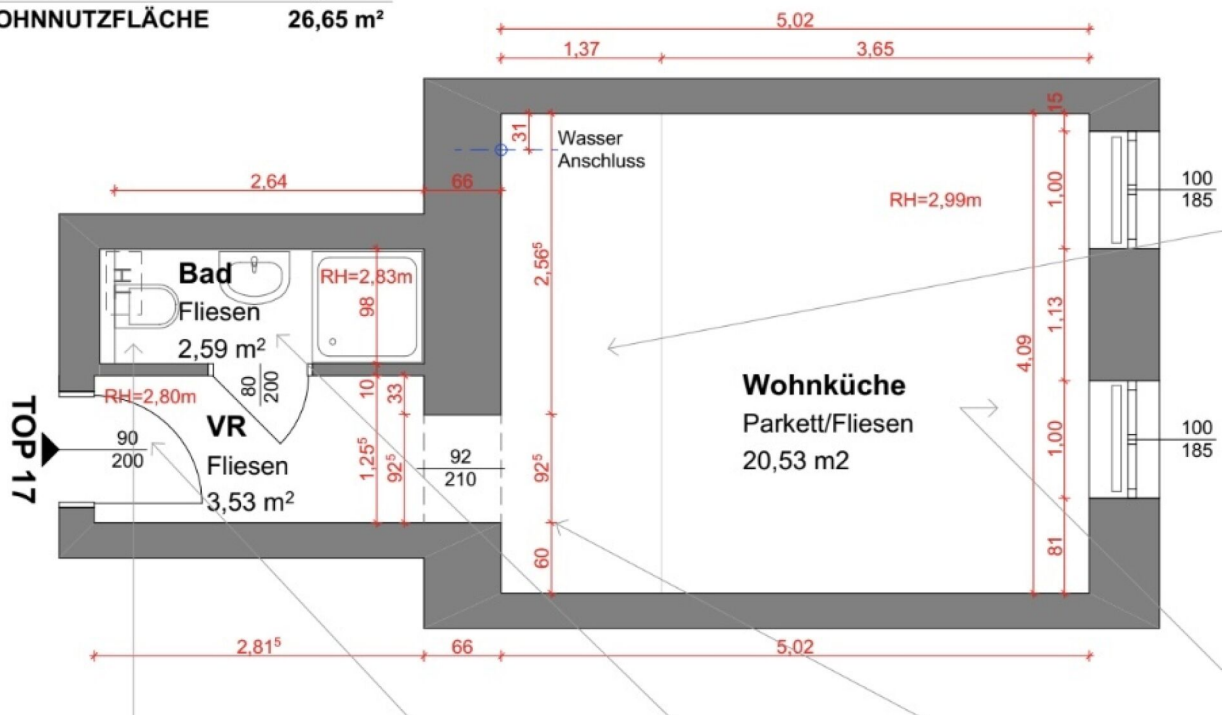 OHNNUTZFLÄCHE 26,65 m²
5,02
1,37 3,65
15
31
Wasser
Anschluss
2,64 66
RH=2,99m
1,00
100
185
Bad
Fliesen
2,59 m²
RH=2,83m
98
2,56⁵
1,13
4,09
80
200
RH=2,80m
10
33
Wohnküche
Parkett/Fliesen
20,53 m2
TOP 17
90
200
VR
Fliesen
3,53 m²
1,25⁵
92⁵
92
210
92⁵
1,00
100
185
60
81
2,81⁵ 66 5,02